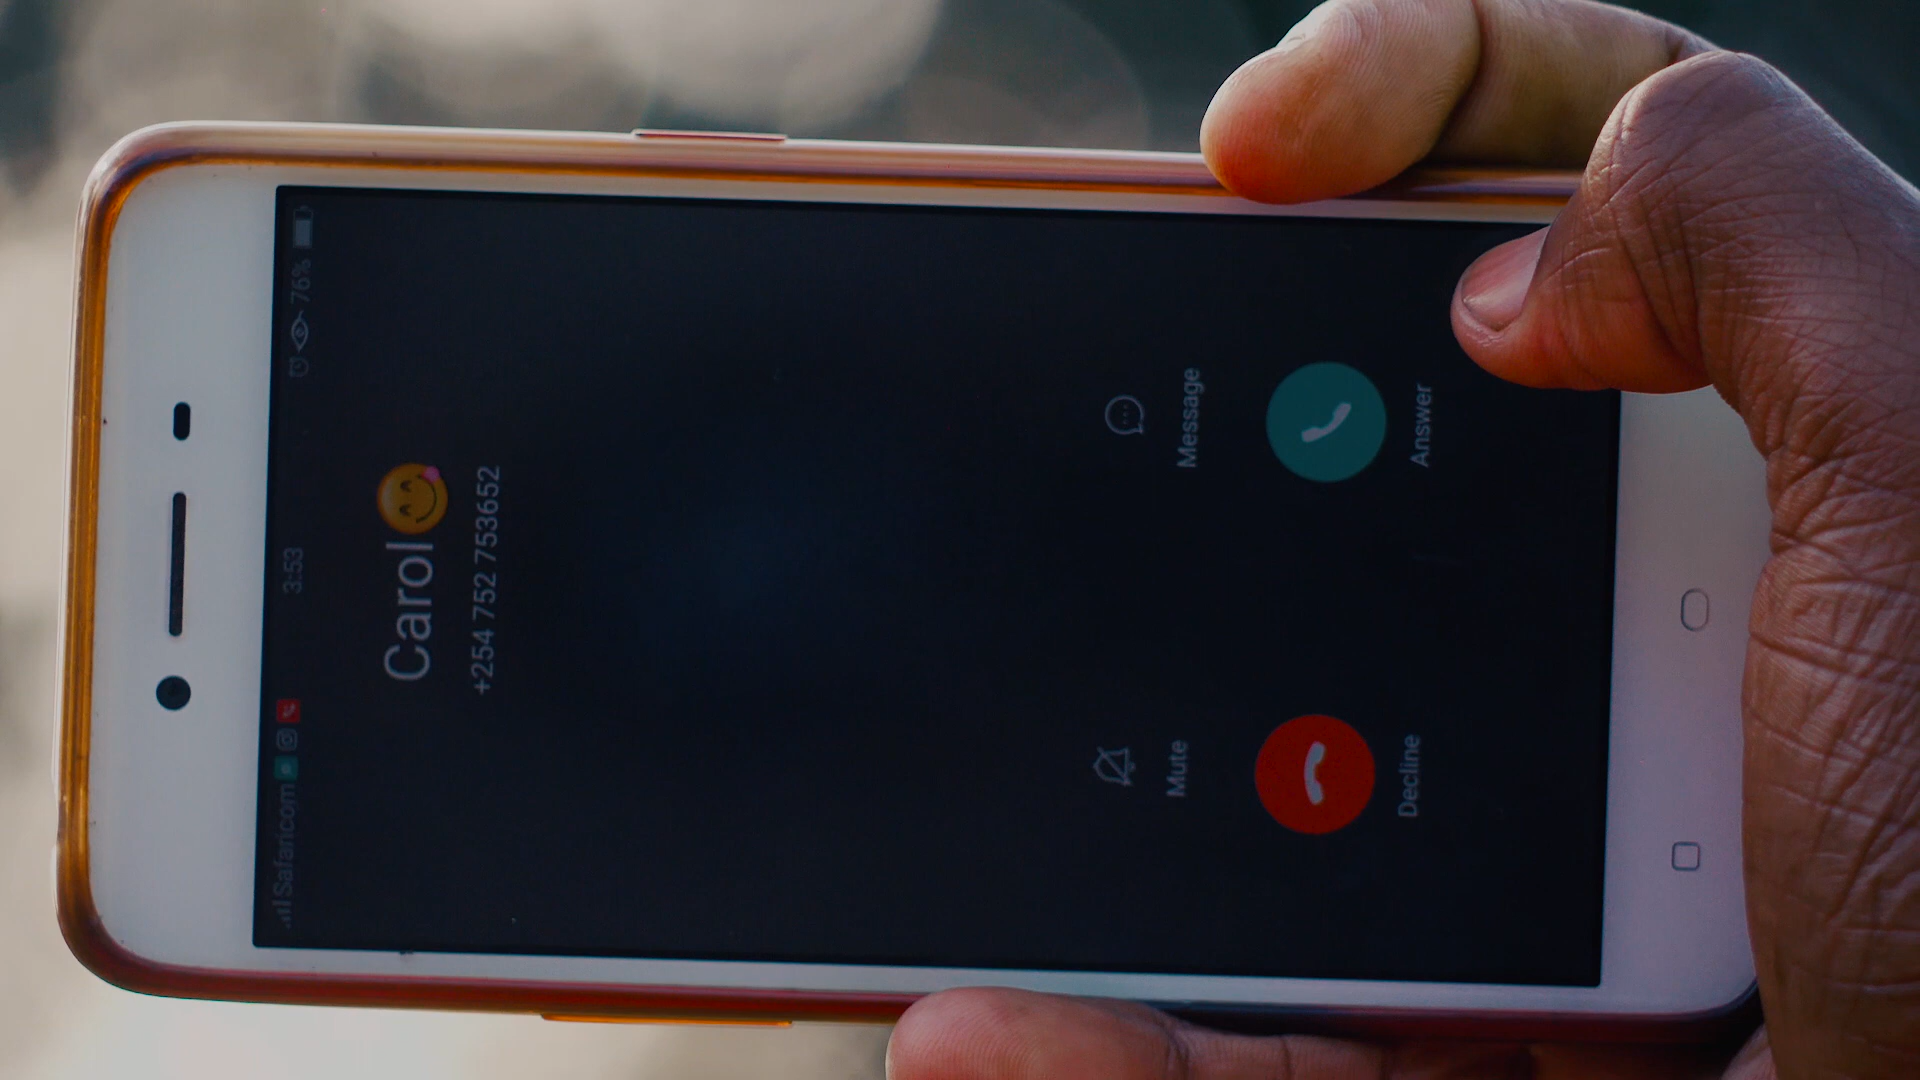 Safaricom 3:53 76%
Carol😋
+254 752 753652
Mute Message
Decline Answer